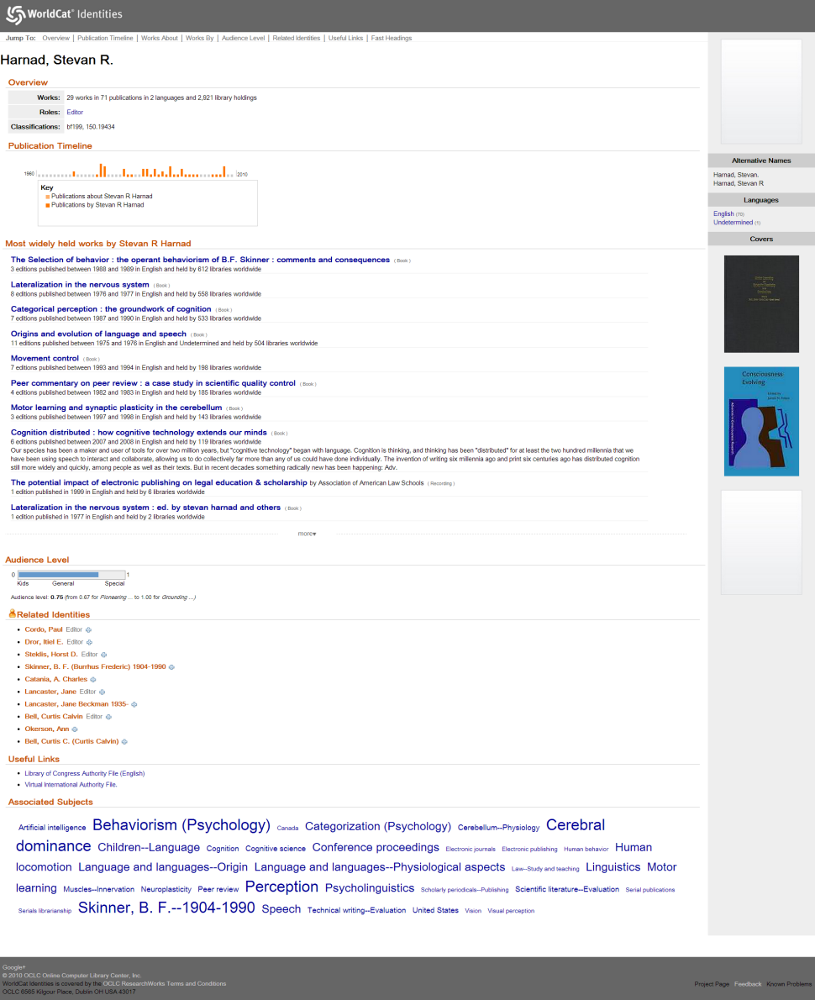 WorldCat® Identities
Jump To: Overview | Publication Timeline | Works About | Works By | Audience Level | Related Identities | Useful Links | Fast Headings
Harnad, Stevan R.
Overview
Works: 29 works in 71 publications in 2 languages and 2,921 library holdings
Roles: Editor
Classifications: bf199, 150.19434
Publication Timeline
1960 2010
Key
Publications about Stevan R Harnad
Publications by Stevan R Harnad
Most widely held works by Stevan R Harnad
The Selection of behavior : the operant behaviorism of B.F. Skinner : comments and consequences ( Book )
3 editions published between 1988 and 1989 in English and held by 612 libraries worldwide
Lateralization in the nervous system ( Book )
8 editions published between 1976 and 1977 in English and held by 558 libraries worldwide
Categorical perception : the groundwork of cognition ( Book )
7 editions published between 1987 and 1990 in English and held by 533 libraries worldwide
Origins and evolution of language and speech ( Book )
11 editions published between 1975 and 1976 in English and Undetermined and held by 504 libraries worldwide
Movement control ( Book )
7 editions published between 1993 and 1994 in English and held by 198 libraries worldwide
Peer commentary on peer review : a case study in scientific quality control ( Book )
4 editions published between 1982 and 1983 in English and held by 185 libraries worldwide
Motor learning and synaptic plasticity in the cerebellum ( Book )
3 editions published between 1997 and 1998 in English and held by 143 libraries worldwide
Cognition distributed : how cognitive technology extends our minds ( Book )
6 editions published between 2007 and 2008 in English and held by 119 libraries worldwide
Our species has been a maker and user of tools for over two million years, but "cognitive technology" began with language. Cognition is thinking, and thinking has been "distributed" for at least the two hundred millennia that we
have been using speech to interact and collaborate, allowing us to do collectively far more than any of us could have done individually. The invention of writing six millennia ago and print six centuries ago has distributed cognition
still more widely and quickly, among people as well as their texts. But in recent decades something radically new has been happening: Adv.
The potential impact of electronic publishing on legal education & scholarship by Association of American Law Schools ( Recording )
1 edition published in 1999 in English and held by 6 libraries worldwide
Lateralization in the nervous system : ed. by stevan harnad and others ( Book )
1 edition published in 1977 in English and held by 2 libraries worldwide
more▾
Audience Level
0 1
Kids General Special
Audience level: 0.75 (from 0.67 for Pioneering ... to 1.00 for Grounding ...)
Related Identities
• Cordo, Paul Editor
• Dror, Itiel E. Editor
• Steklis, Horst D. Editor
• Skinner, B. F. (Burrhus Frederic) 1904-1990
• Catania, A. Charles
• Lancaster, Jane Editor
• Lancaster, Jane Beckman 1935-
• Bell, Curtis Calvin Editor
• Okerson, Ann
• Bell, Curtis C. (Curtis Calvin)
Useful Links
• Library of Congress Authority File (English)
• Virtual International Authority File.
Associated Subjects
Artificial intelligence Behaviorism (Psychology) Canada Categorization (Psychology) Cerebellum--Physiology Cerebral
dominance Children--Language Cognition Cognitive science Conference proceedings Electronic journals Electronic publishing Human behavior Human
locomotion Language and languages--Origin Language and languages--Physiological aspects Law--Study and teaching Linguistics Motor
learning Muscles--Innervation Neuroplasticity Peer review Perception Psycholinguistics Scholarly periodicals--Publishing Scientific literature--Evaluation Serial publications
Serials librarianship Skinner, B. F.--1904-1990 Speech Technical writing--Evaluation United States Vision Visual perception
Alternative Names
Harnad, Stevan.
Harnad, Stevan R
Languages
English (70)
Undetermined (1)
Covers
Consciousness
Evolving
Google+
© 2010 OCLC Online Computer Library Center, Inc
WorldCat Identities is covered by the OCLC ResearchWorks Terms and Conditions
OCLC 6565 Kilgour Place, Dublin OH USA 43017
Project Page Feedback Known Problems